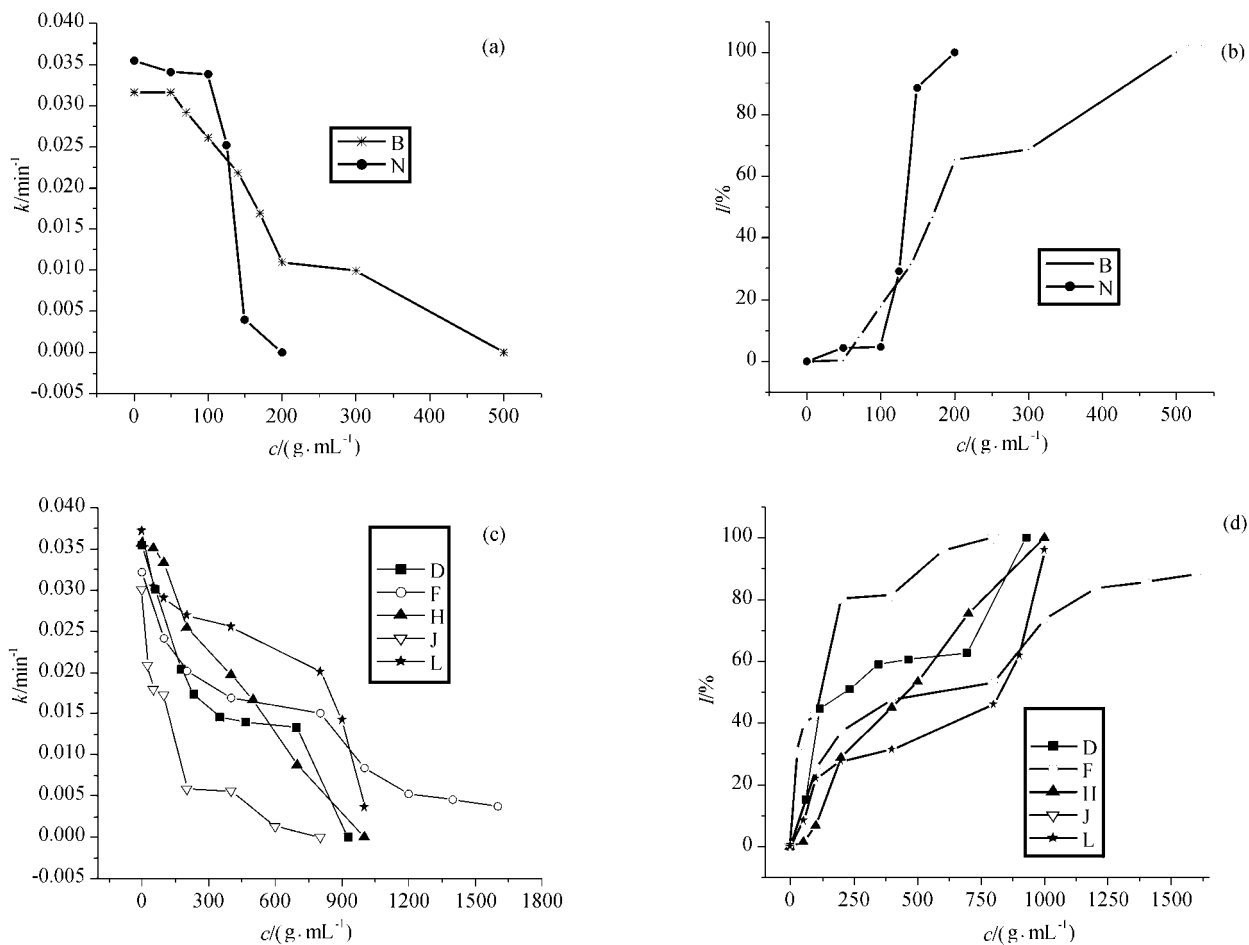 (a)
0.040
0.035
0.030
0.025
0.020
0.015
0.010
0.005
0.000
-0.005
k/min-1
B
N
0 100 200 300 400 500
c/(g·mL-1)
(b)
100
80
60
40
20
0
I/%
B
N
0 100 200 300 400 500
c/(g·mL-1)
(c)
0.040
0.035
0.030
0.025
0.020
0.015
0.010
0.005
0.000
-0.005
k/min-1
D
F
H
J
L
0 300 600 900 1200 1500 1800
c/(g·mL-1)
(d)
100
80
60
40
20
0
I/%
D
F
H
J
L
0 250 500 750 1000 1250 1500
c/(g·mL-1)